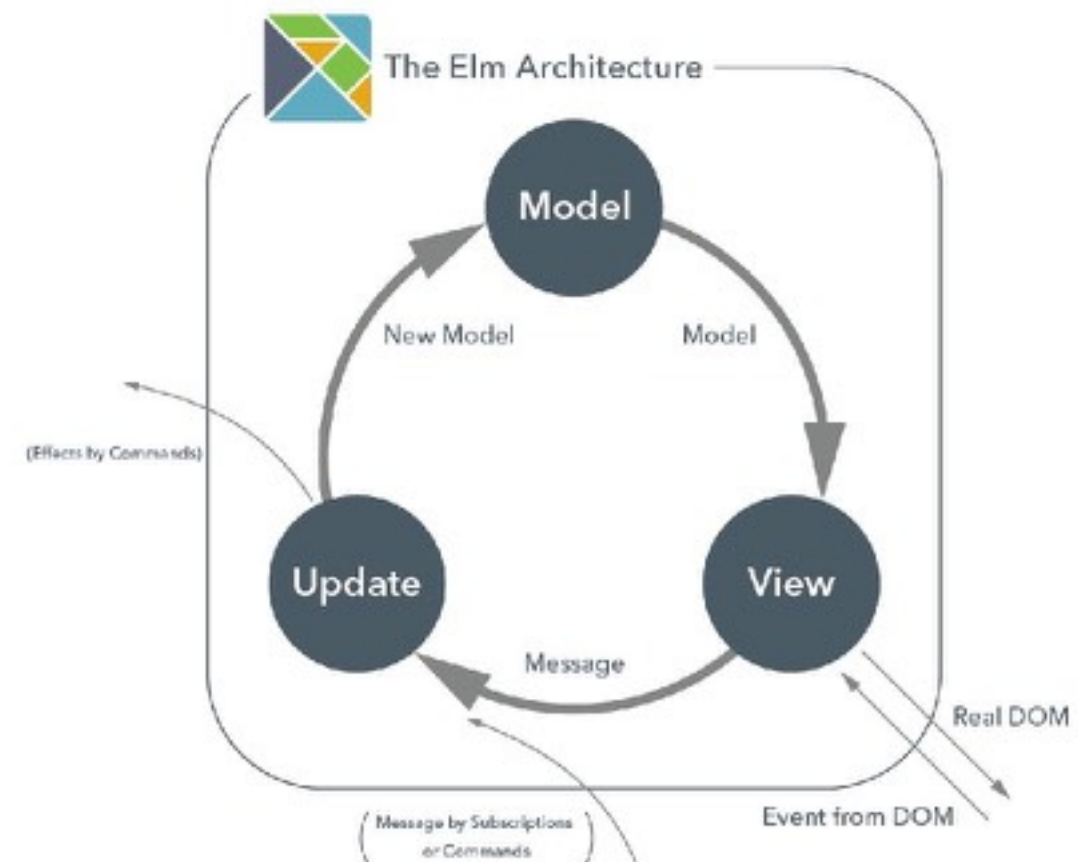 The Elm Architecture
Model
New Model
Model
(Effects by Commands)
Update
View
Message
Real DOM
Event from DOM
Message by Subscriptions
or Commands